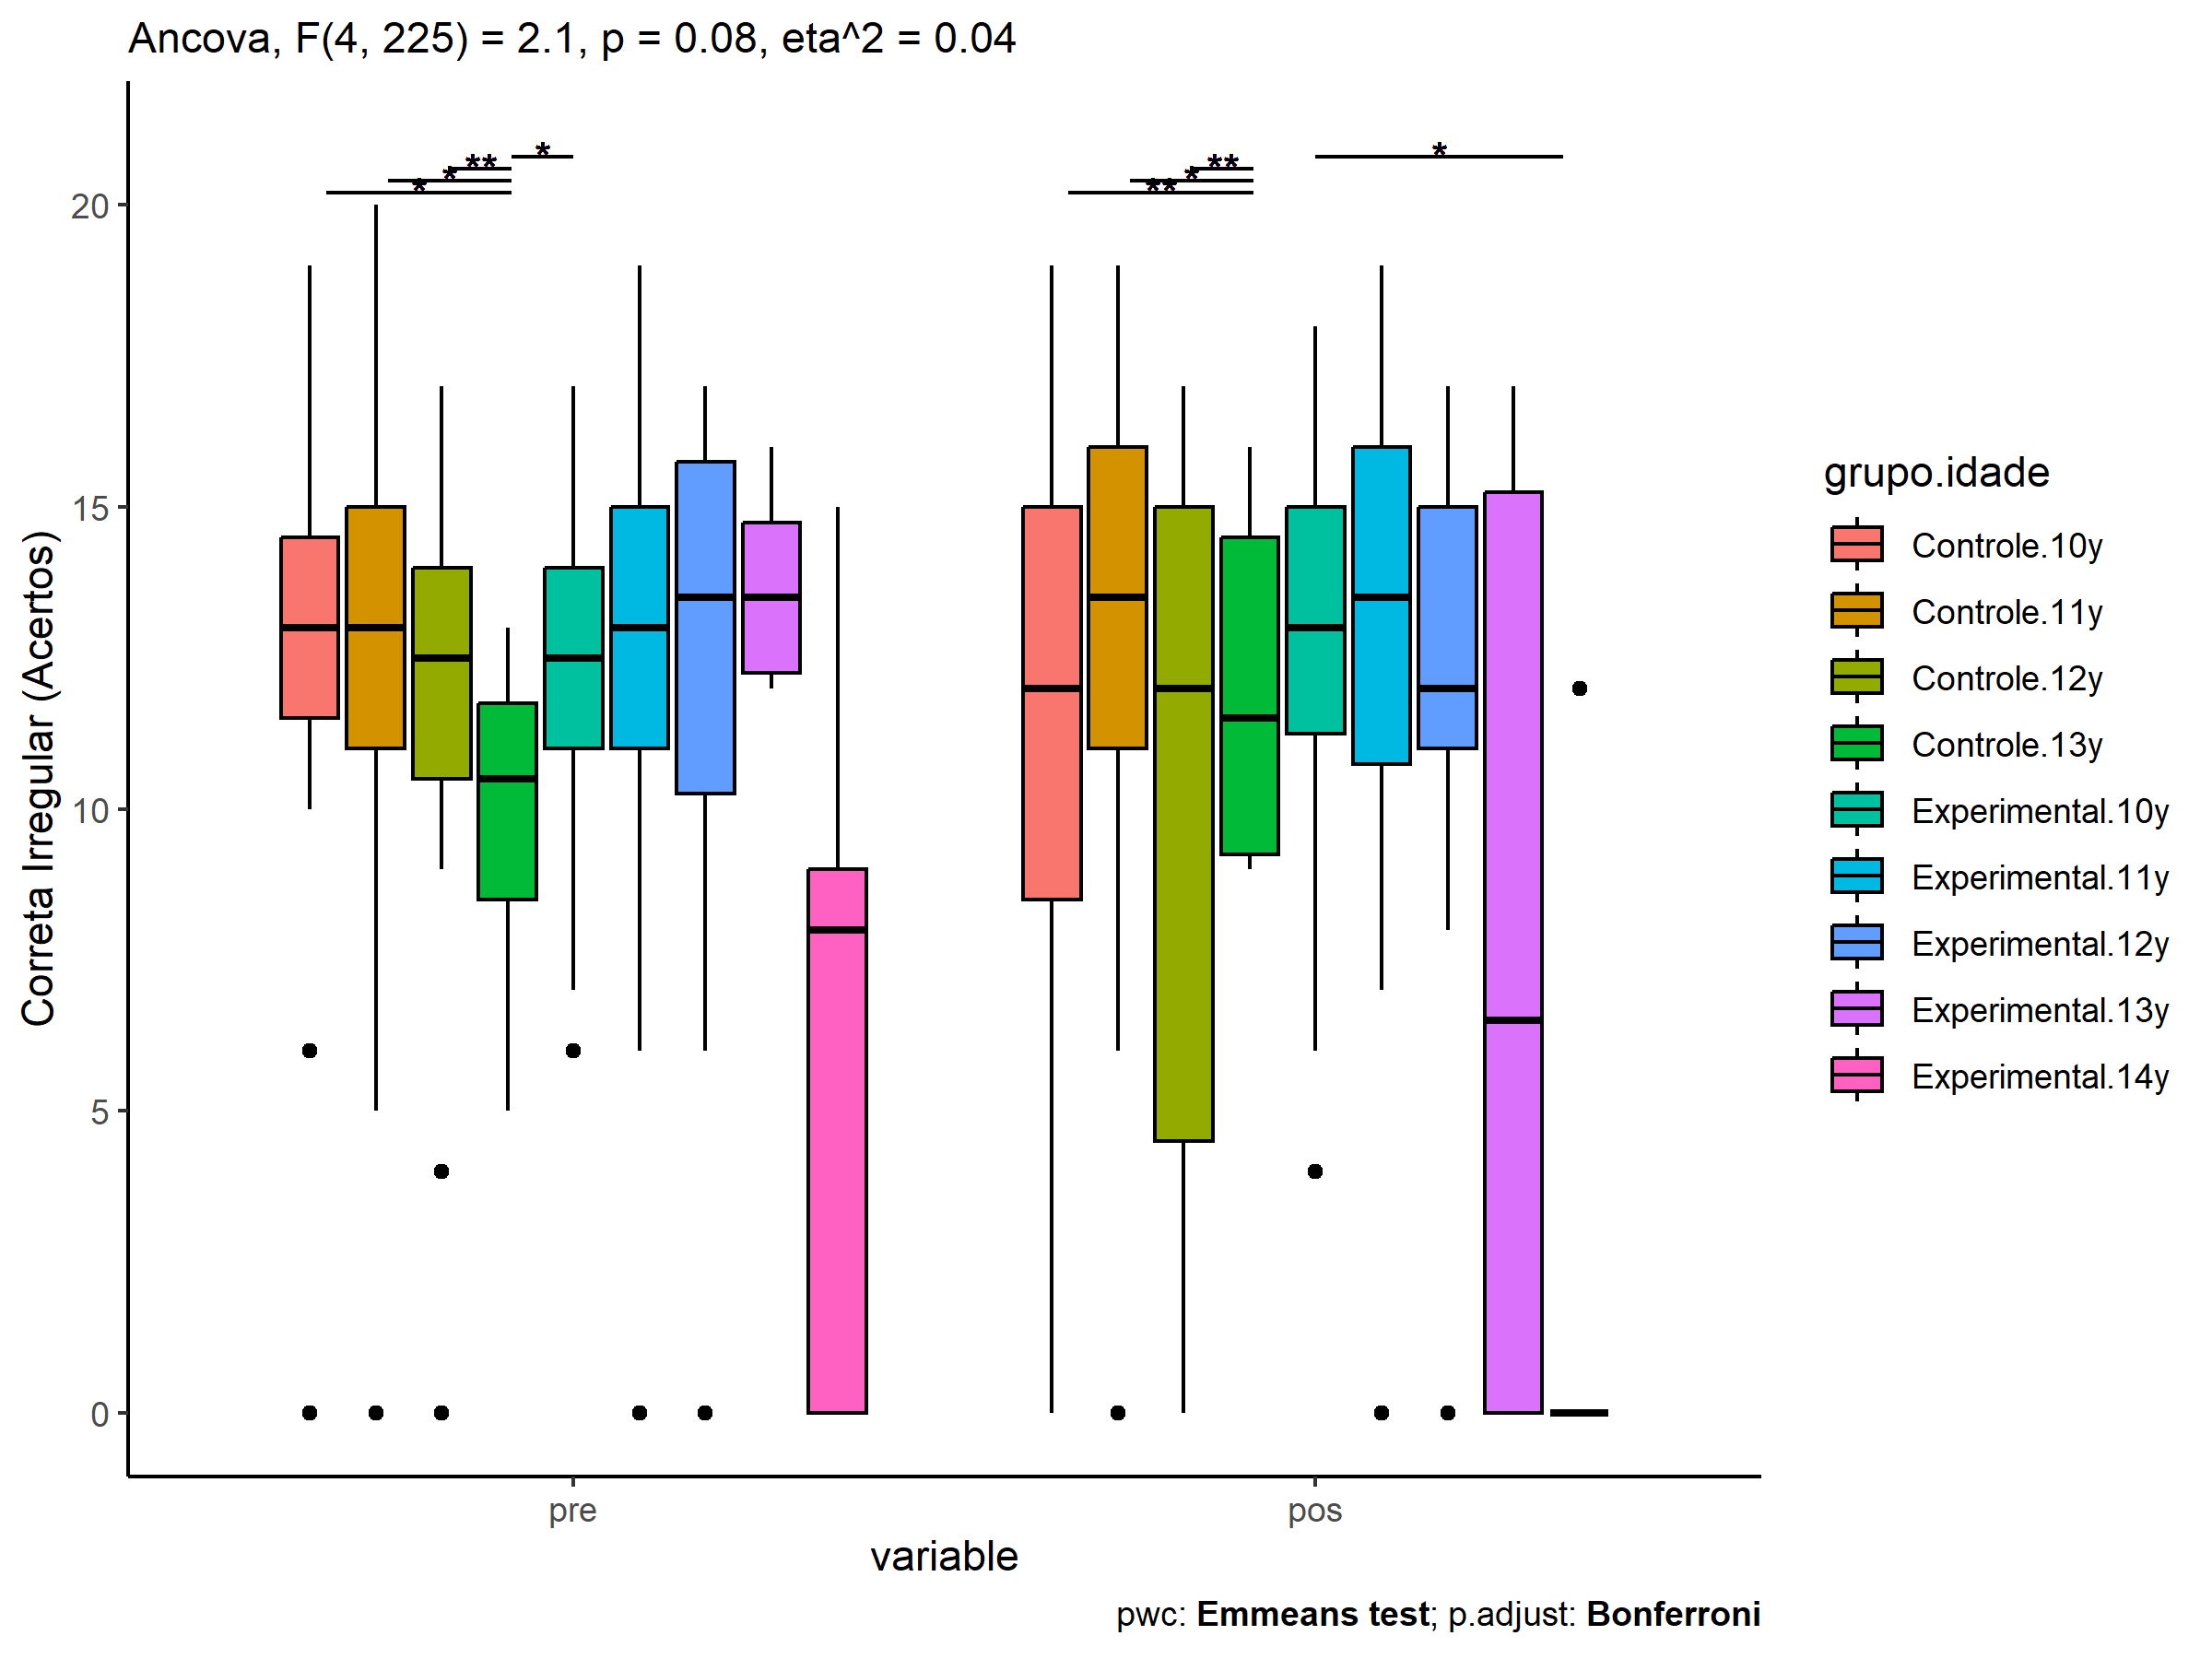 Ancova, F(4, 225) = 2.1, p = 0.08, eta^2 = 0.04
Correta Irregular (Acertos)
20
15
10
5
0
*
*
**
*
**
*
**
*
pre
pos
variable
grupo.idade
Controle.10y
Controle.11y
Controle.12y
Controle.13y
Experimental.10y
Experimental.11y
Experimental.12y
Experimental.13y
Experimental.14y
pwc: Emmeans test; p.adjust: Bonferroni